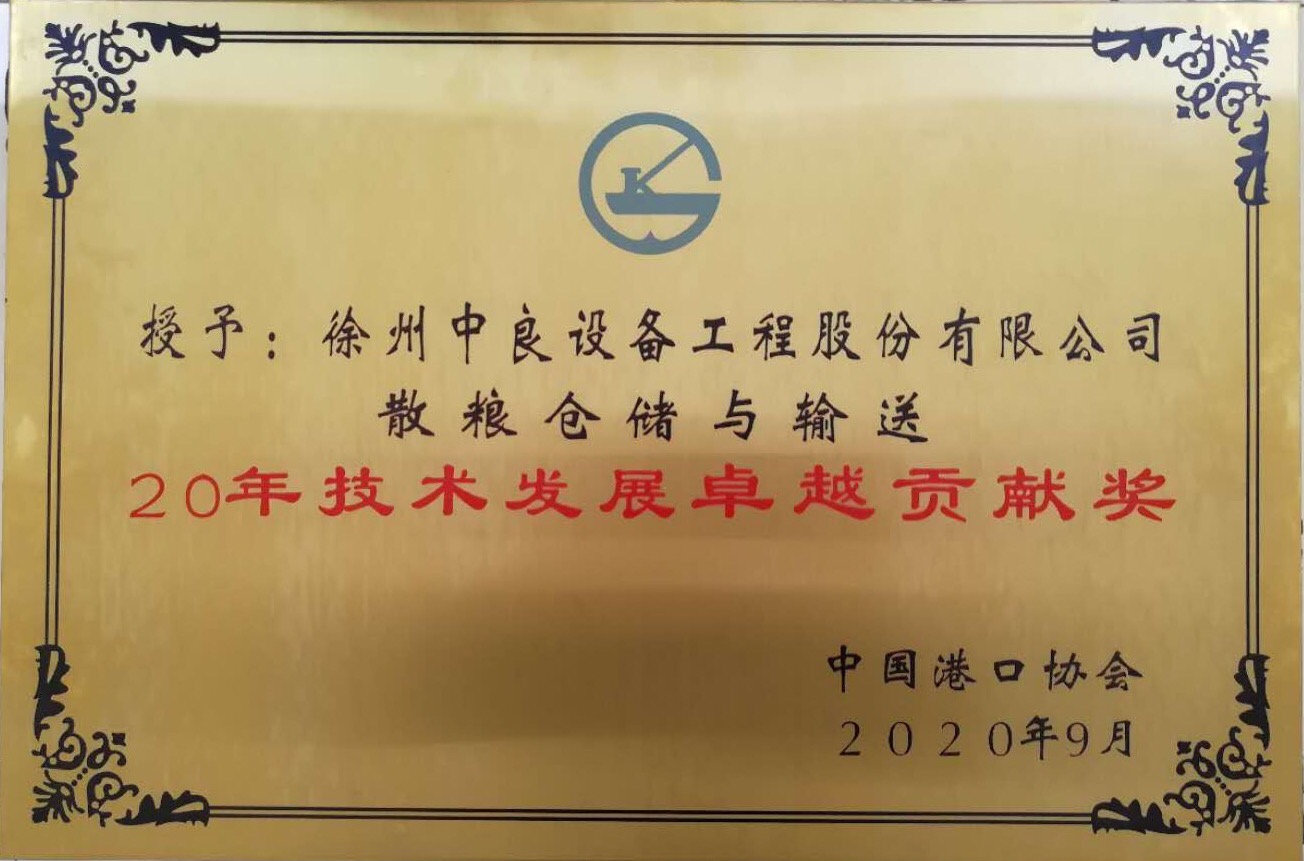 授予：徐州中良设备工程股份有限公司
散粮仓储与输送
20年技术发展卓越贡献奖
中国港口协会
2020年9月